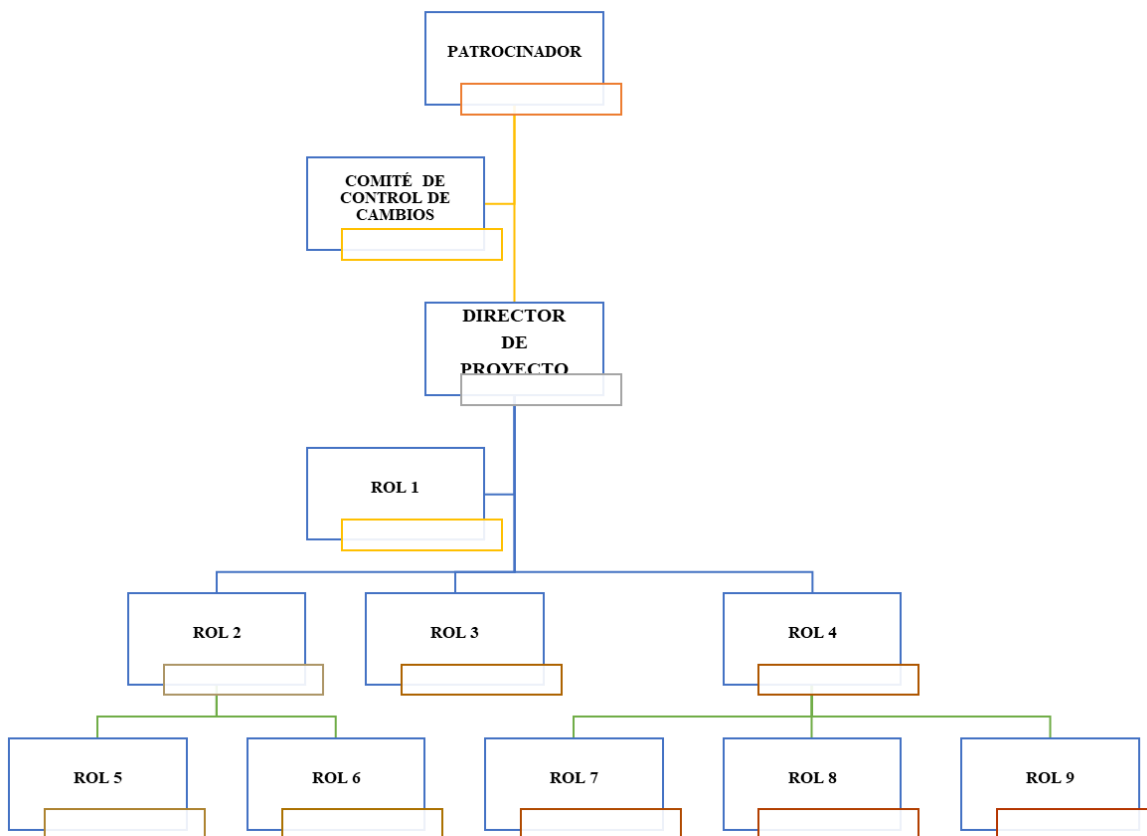 PATROCINADOR
COMITÉ DE
CONTROL DE
CAMBIOS
DIRECTOR
DE
PROYECTO
ROL 1
ROL 2
ROL 3
ROL 4
ROL 5
ROL 6
ROL 7
ROL 8
ROL 9